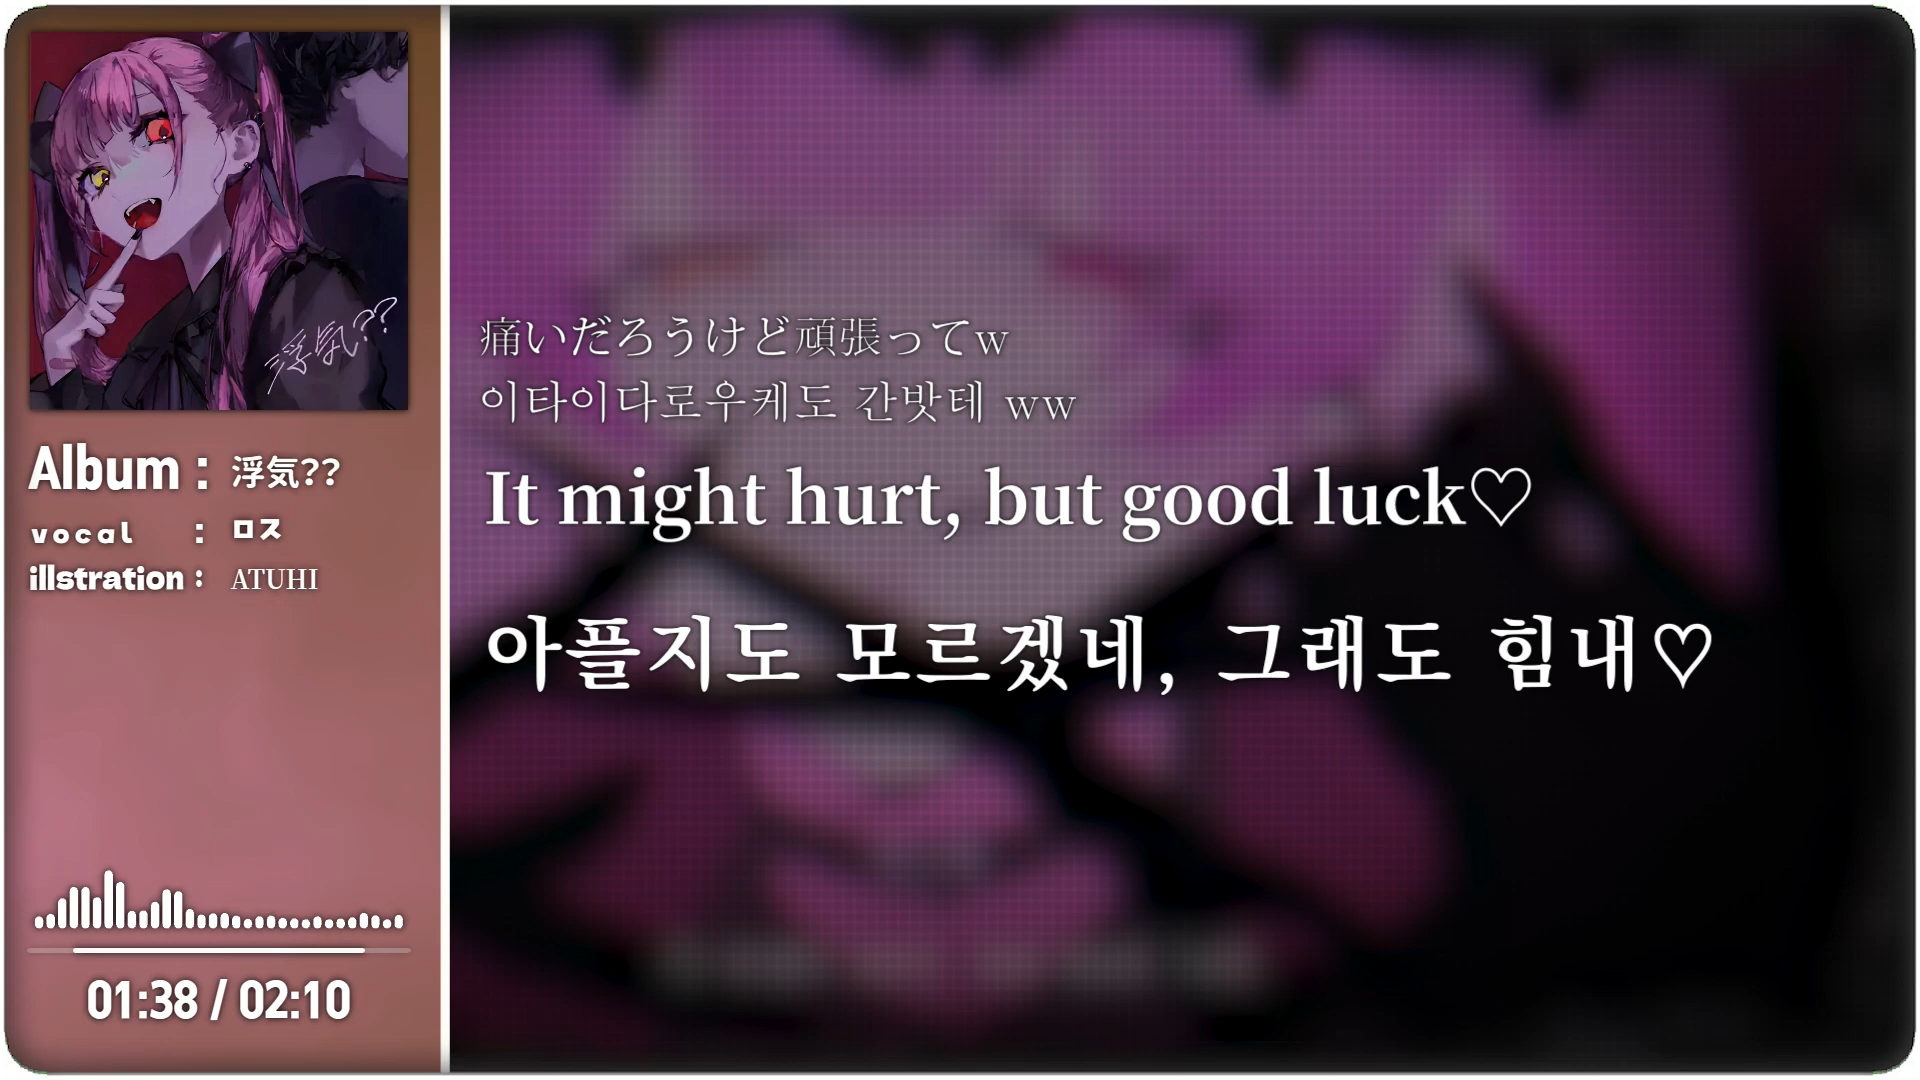 浮気??
Album : 浮気??
vocal : ロス
illstration : ATUHI
01:38 / 02:10
痛いだろうけど頑張ってw
이타이다로우케도 간밧테 ww
It might hurt, but good luck♡
아플지도 모르겠네, 그래도 힘내♡